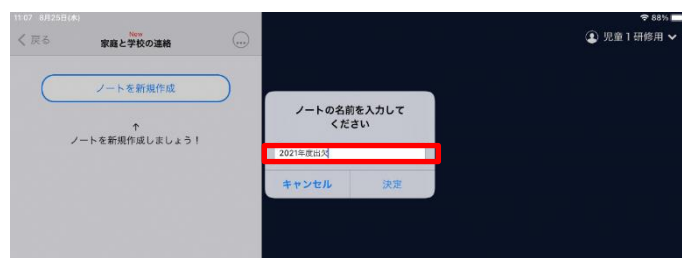 11:07 8月25日(水)
88%
戻る
New
家庭と学校の連絡
児童1研修用
ノートを新規作成
↑
ノートを新規作成しましょう！
ノートの名前を入力して
ください
2021年度出欠
キャンセル
決定